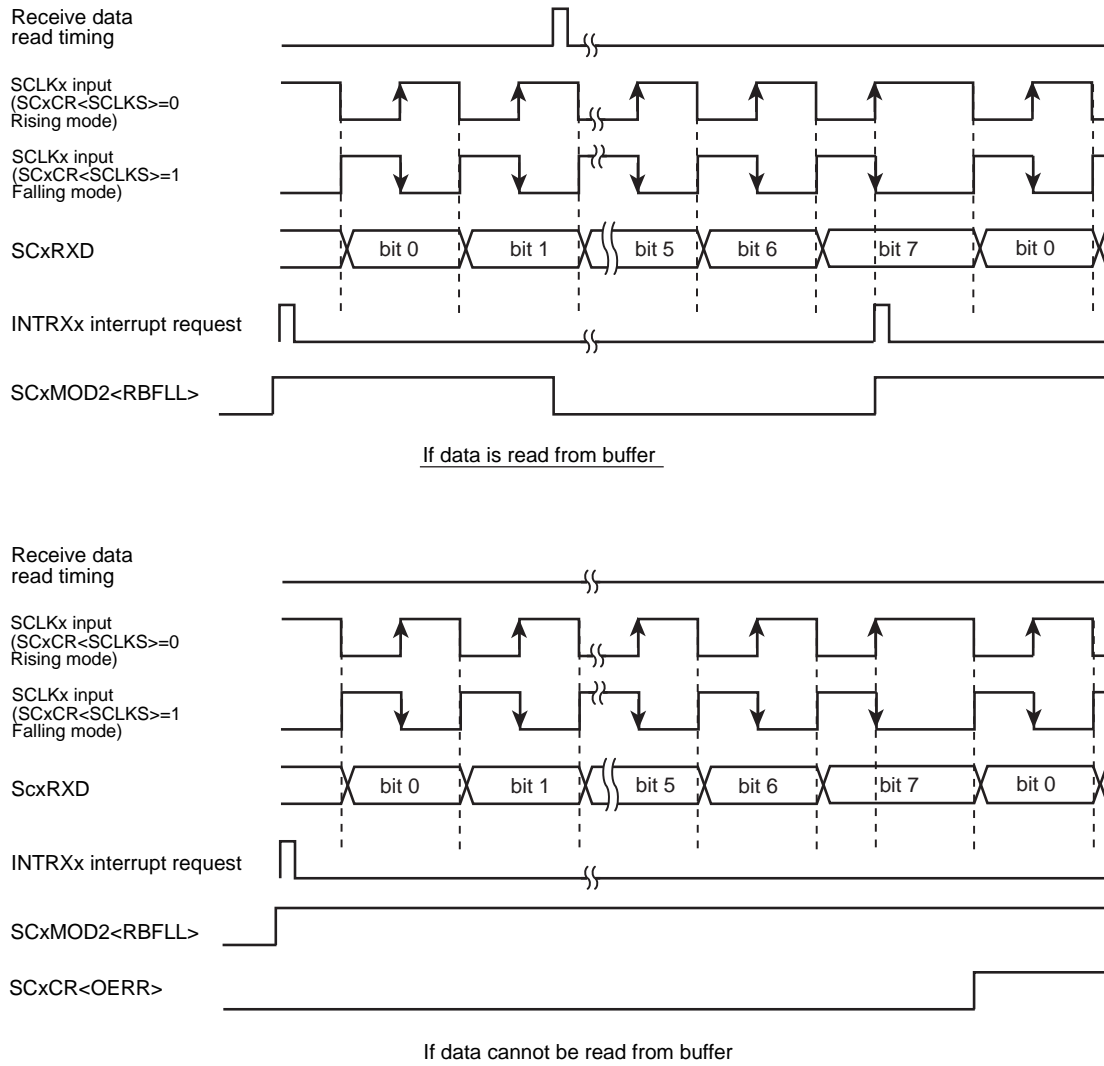 Receive data
read timing
SCLKx input
(SCxCR<SCLKS>=0
Rising mode)
SCLKx input
(SCxCR<SCLKS>=1
Falling mode)
SCxRXD
bit 0
bit 1
bit 5
bit 6
bit 7
bit 0
INTRXx interrupt request
SCxMOD2<RBFLL>
If data is read from buffer
Receive data
read timing
SCLKx input
(SCxCR<SCLKS>=0
Rising mode)
SCLKx input
(SCxCR<SCLKS>=1
Falling mode)
ScxRXD
bit 0
bit 1
bit 5
bit 6
bit 7
bit 0
INTRXx interrupt request
SCxMOD2<RBFLL>
SCxCR<OERR>
If data cannot be read from buffer